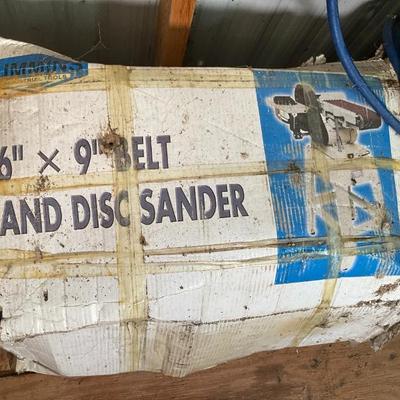 6" × 9" BELT
AND DISC SANDER